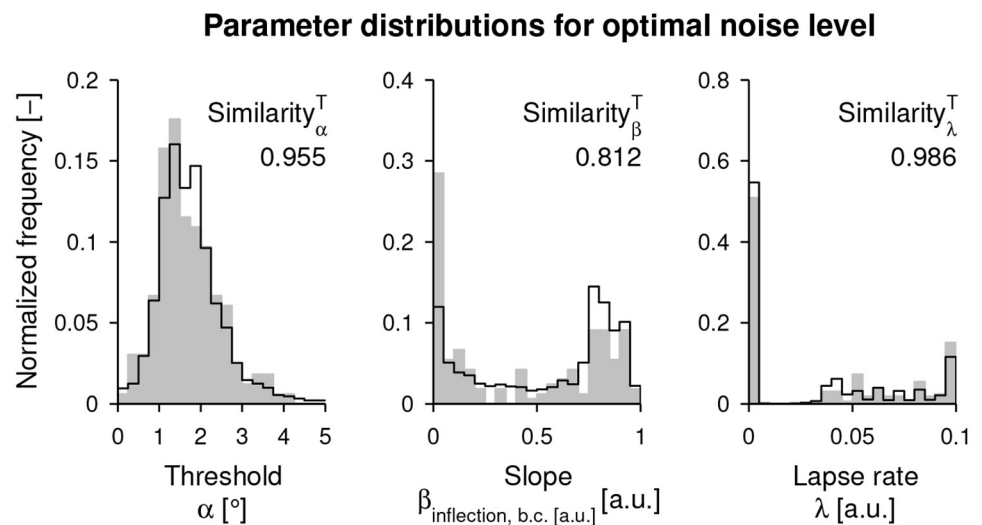 Parameter distributions for optimal noise level
Normalized frequency [−]
0.2
0.15
0.1
0.05
0
Similarity^T_α
0.955
0 1 2 3 4 5
Threshold
α [°]
0.4
0.3
0.2
0.1
0
Similarity^T_β
0.812
0 0.5 1
Slope
β_inflection, b.c. [a.u.] [a.u.]
0.8
0.6
0.4
0.2
0
Similarity^T_λ
0.986
0 0.05 0.1
Lapse rate
λ [a.u.]